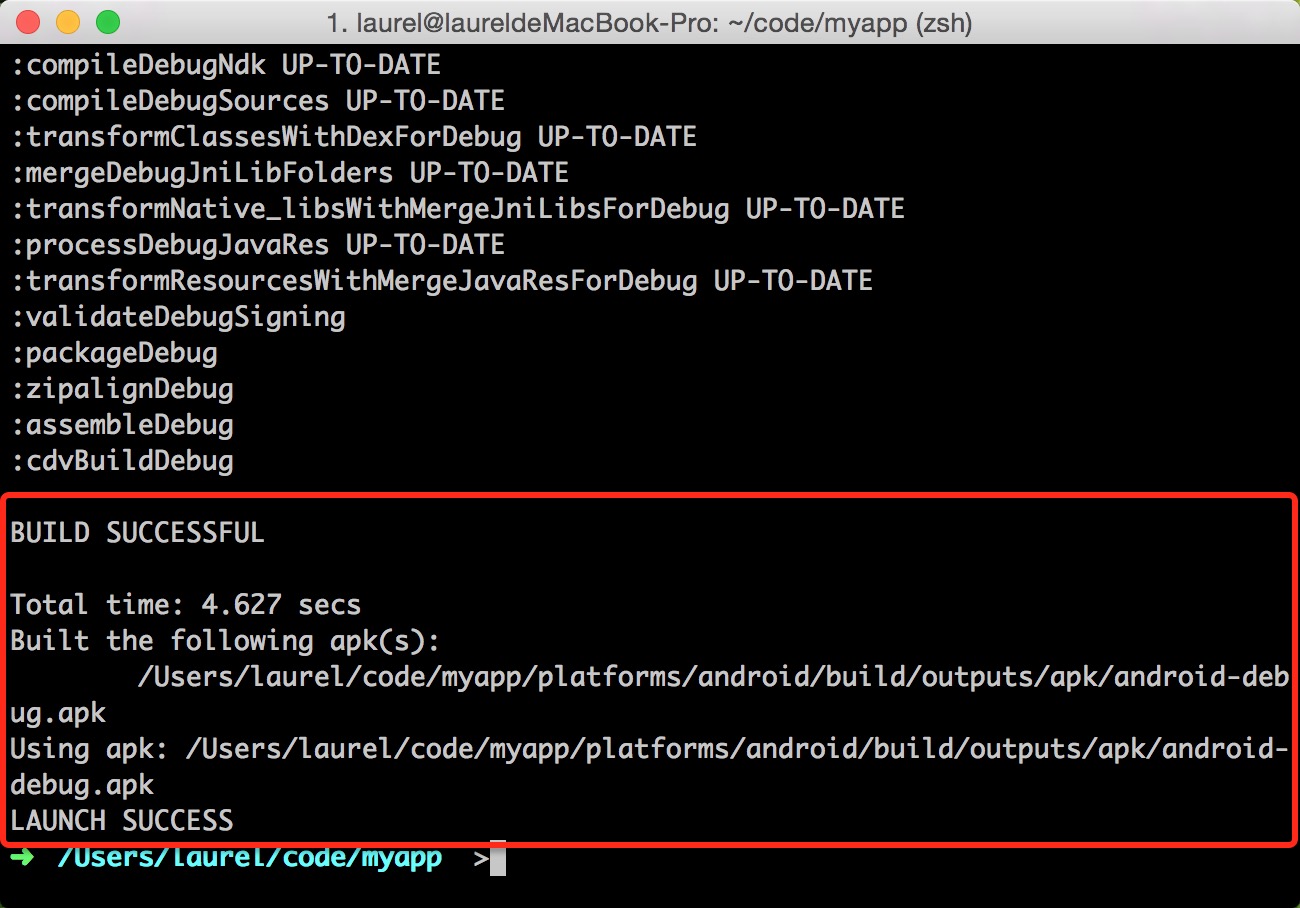 1. laurel@laureldeMacBook-Pro: ~/code/myapp (zsh)
:compileDebugNdk UP-TO-DATE
:compileDebugSources UP-TO-DATE
:transformClassesWithDexForDebug UP-TO-DATE
:mergeDebugJniLibFolders UP-TO-DATE
:transformNative_libsWithMergeJniLibsForDebug UP-TO-DATE
:processDebugJavaRes UP-TO-DATE
:transformResourcesWithMergeJavaResForDebug UP-TO-DATE
:validateDebugSigning
:packageDebug
:zipalignDebug
:assembleDebug
:cdvBuildDebug
BUILD SUCCESSFUL
Total time: 4.627 secs
Built the following apk(s):
/Users/laurel/code/myapp/platforms/android/build/outputs/apk/android-deb
ug.apk
Using apk: /Users/laurel/code/myapp/platforms/android/build/outputs/apk/android-
debug.apk
LAUNCH SUCCESS
➜ /Users/laurel/code/myapp >